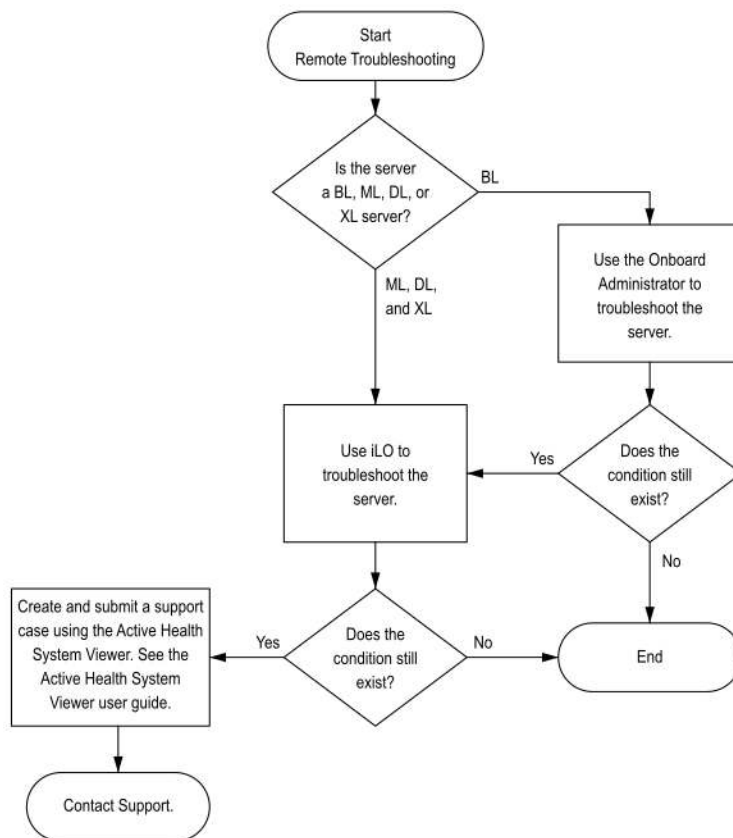 Start
Remote Troubleshooting
Is the server
a BL, ML, DL, or
XL server?
BL
ML, DL,
and XL
Use the Onboard
Administrator to
troubleshoot the
server.
Use iLO to
troubleshoot the
server.
Yes
Does the
condition still
exist?
No
Create and submit a support
case using the Active Health
System Viewer. See the
Active Health System
Viewer user guide.
Yes
Does the
condition still
exist?
No
End
Contact Support.